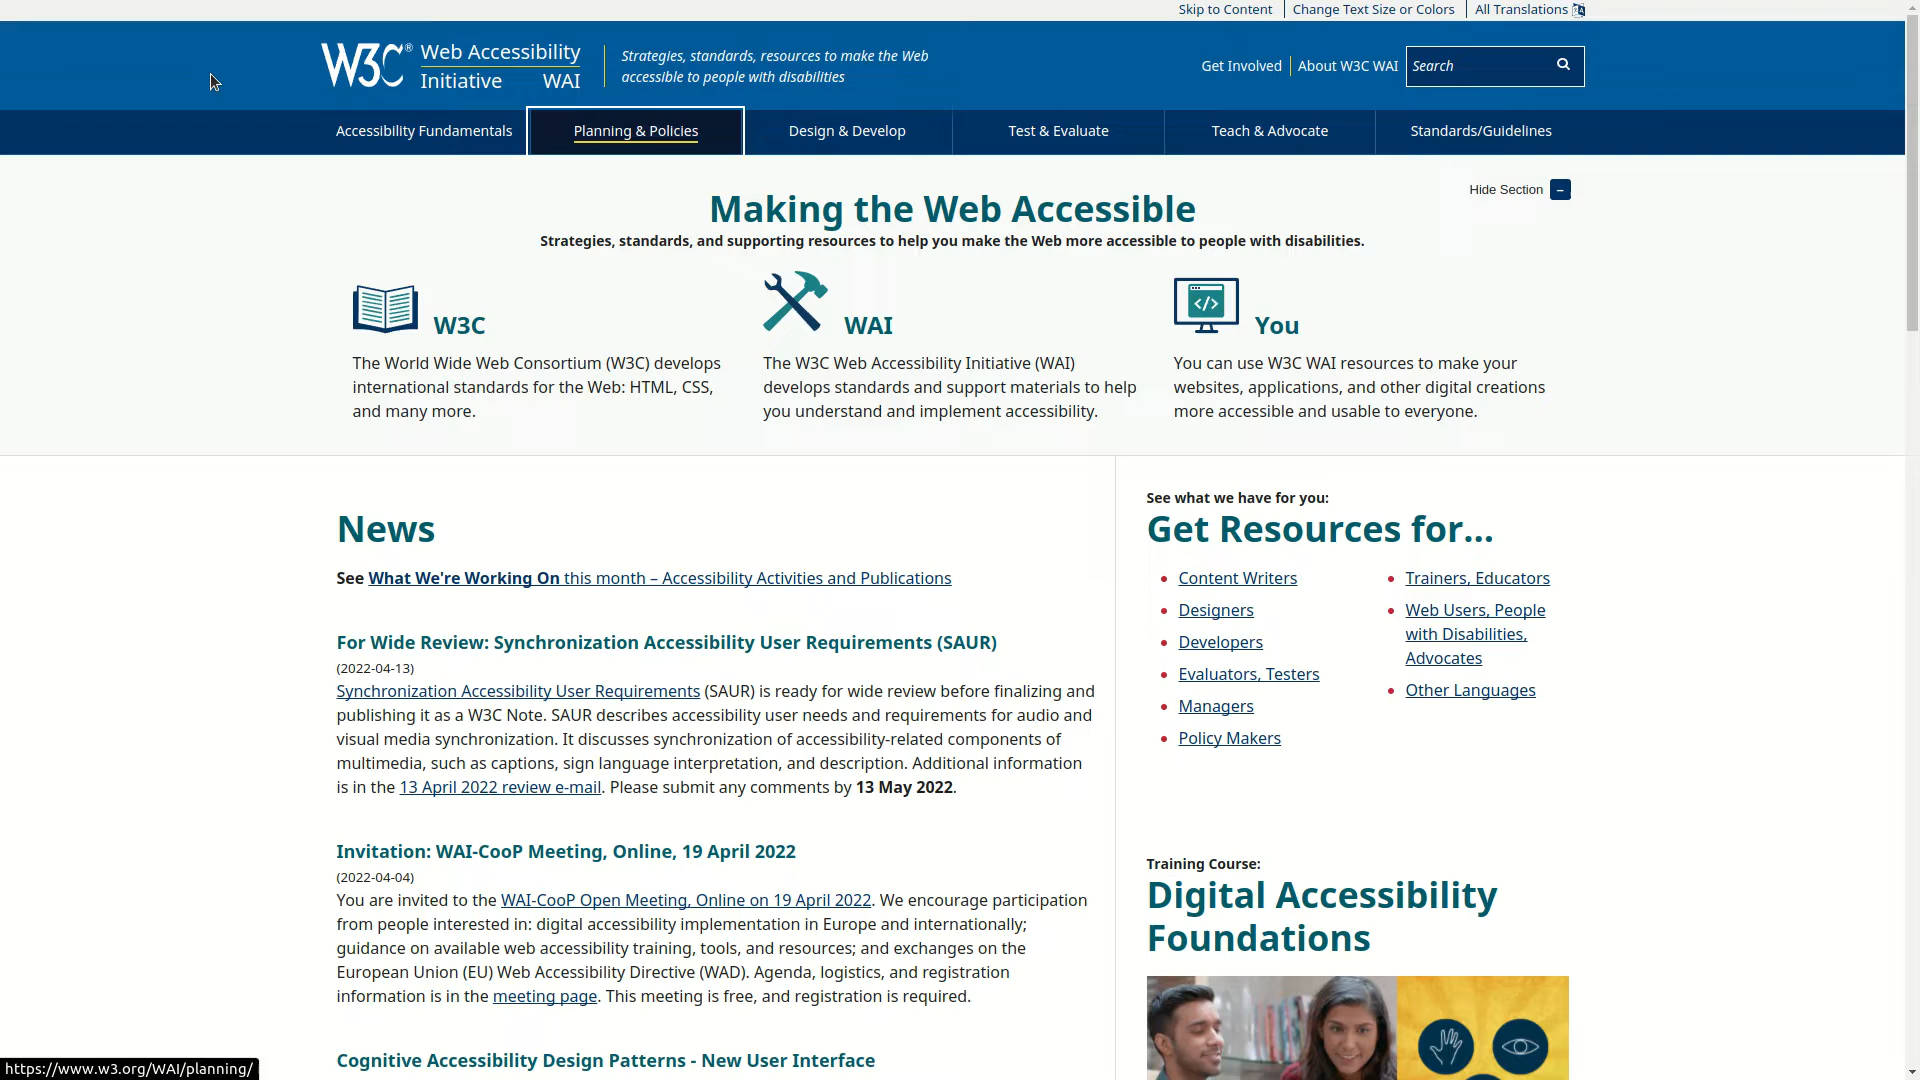 Skip to Content
Change Text Size or Colors
All Translations
W3C®
Web Accessibility
Initiative WAI
Strategies, standards, resources to make the Web
accessible to people with disabilities
Get Involved
About W3C WAI
Search
Accessibility Fundamentals
Planning & Policies
Design & Develop
Test & Evaluate
Teach & Advocate
Standards/Guidelines
Hide Section –
Making the Web Accessible
Strategies, standards, and supporting resources to help you make the Web more accessible to people with disabilities.
W3C
The World Wide Web Consortium (W3C) develops
international standards for the Web: HTML, CSS,
and many more.
WAI
The W3C Web Accessibility Initiative (WAI)
develops standards and support materials to help
you understand and implement accessibility.
</> You
You can use W3C WAI resources to make your
websites, applications, and other digital creations
more accessible and usable to everyone.
News
See What We're Working On this month – Accessibility Activities and Publications
For Wide Review: Synchronization Accessibility User Requirements (SAUR)
(2022-04-13)
Synchronization Accessibility User Requirements (SAUR) is ready for wide review before finalizing and
publishing it as a W3C Note. SAUR describes accessibility user needs and requirements for audio and
visual media synchronization. It discusses synchronization of accessibility-related components of
multimedia, such as captions, sign language interpretation, and description. Additional information
is in the 13 April 2022 review e-mail. Please submit any comments by 13 May 2022.
Invitation: WAI-CooP Meeting, Online, 19 April 2022
(2022-04-04)
You are invited to the WAI-CooP Open Meeting, Online on 19 April 2022. We encourage participation
from people interested in: digital accessibility implementation in Europe and internationally;
guidance on available web accessibility training, tools, and resources; and exchanges on the
European Union (EU) Web Accessibility Directive (WAD). Agenda, logistics, and registration
information is in the meeting page. This meeting is free, and registration is required.
Cognitive Accessibility Design Patterns - New User Interface
See what we have for you:
Get Resources for...
Content Writers
Designers
Developers
Evaluators, Testers
Managers
Policy Makers
Trainers, Educators
Web Users, People
with Disabilities,
Advocates
Other Languages
Training Course:
Digital Accessibility
Foundations
https://www.w3.org/WAI/planning/